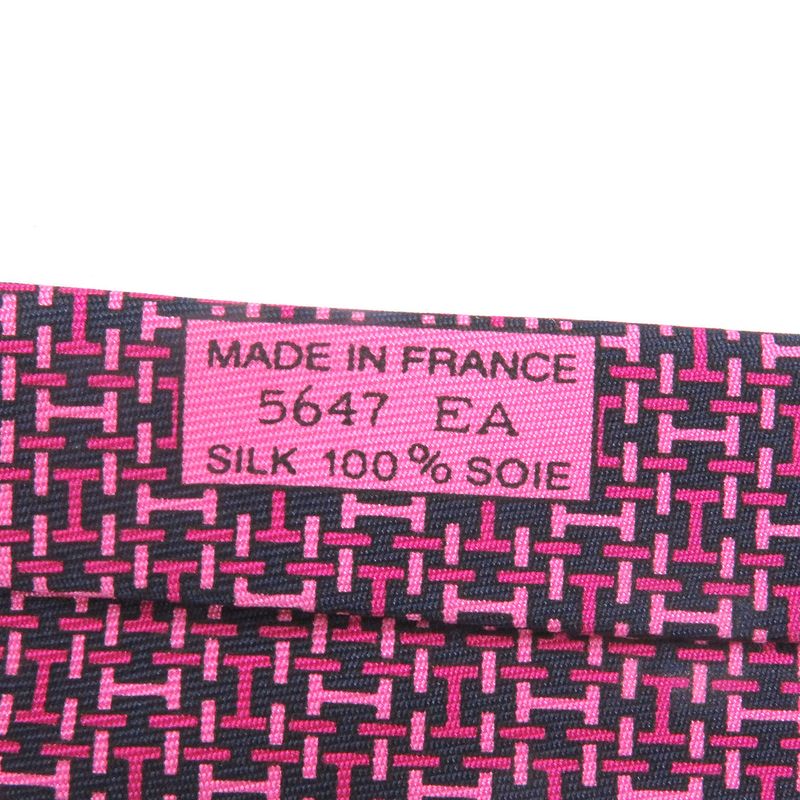 MADE IN FRANCE
5647 EA
SILK 100% SOIE